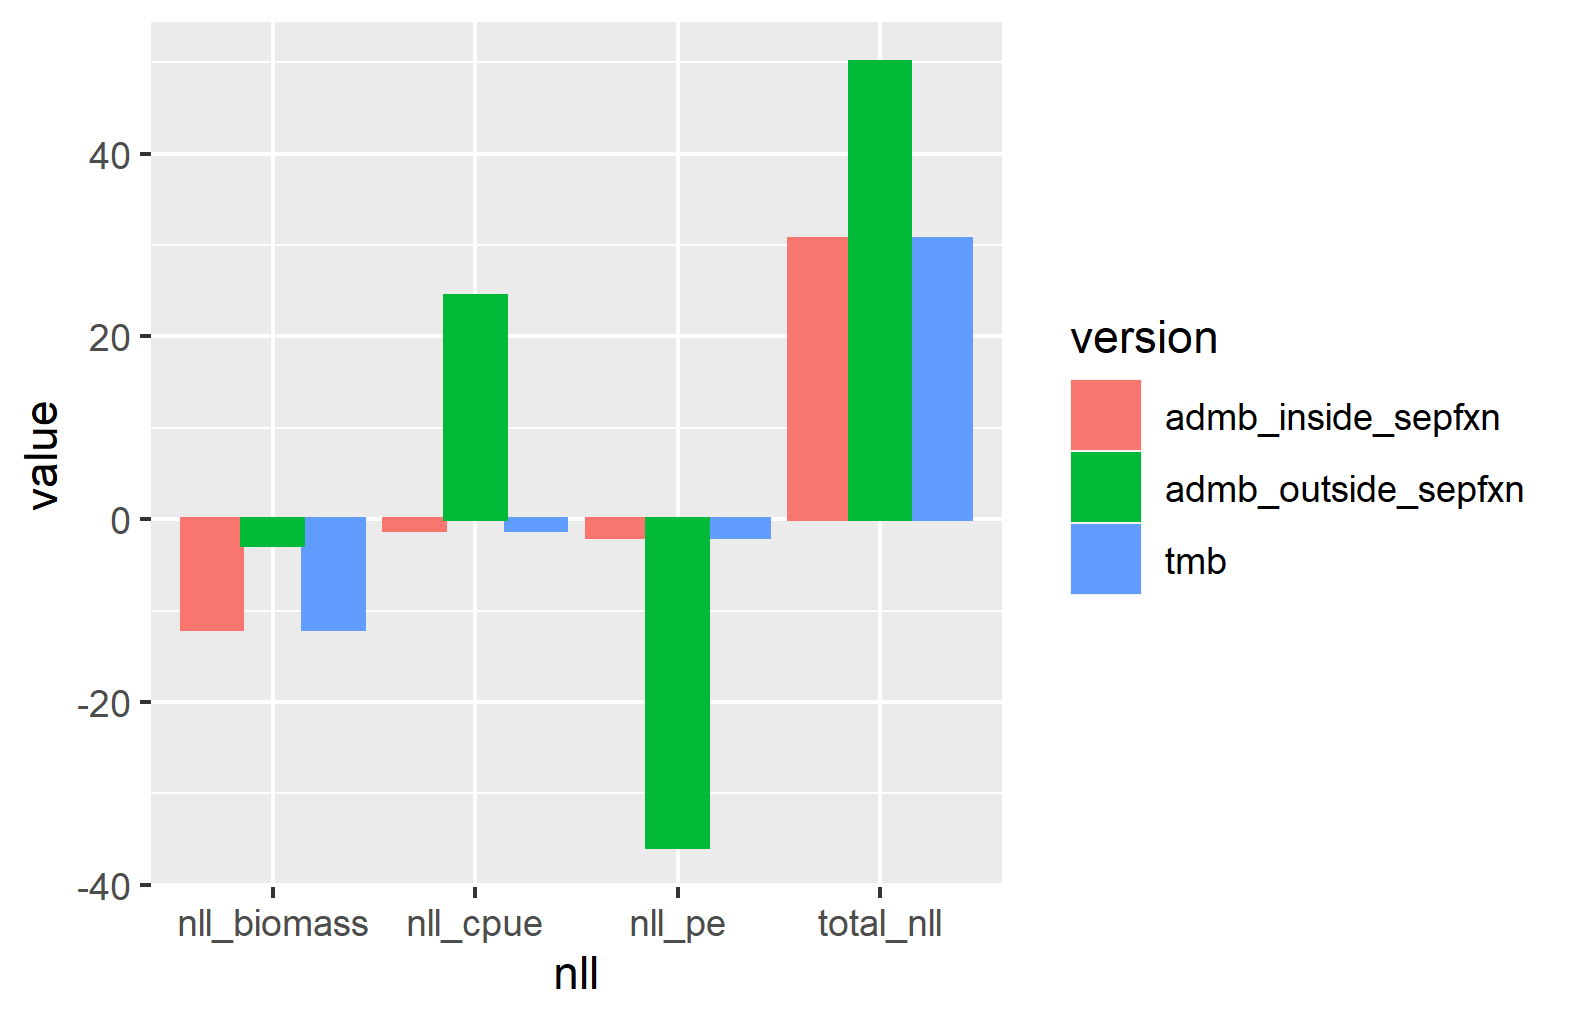 value
40
20
0
-20
-40
nll_biomass nll_cpue nll_pe total_nll
nll
version
admb_inside_sepfxn
admb_outside_sepfxn
tmb